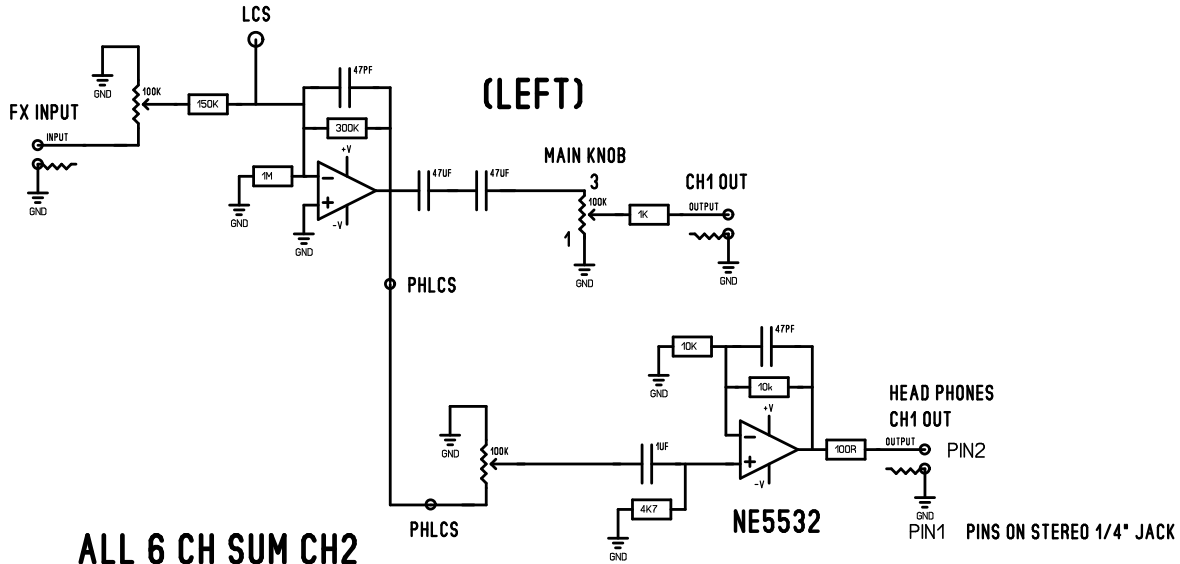 LCS
47PF
GND
100K
150K
(LEFT)
FX INPUT
INPUT
300K
+V
MAIN KNOB
1M
47UF
47UF
3
CH1 OUT
100K
OUTPUT
1K
GND
GND
-V
GND
1
GND
GND
PHLCS
47PF
10K
GND
10k
HEAD PHONES
CH1 OUT
+V
OUTPUT
GND
100K
1UF
100R
PIN2
-V
4K7
NE5532
GND
PHLCS
PIN1
PINS ON STEREO 1/4" JACK
GND
ALL 6 CH SUM CH2